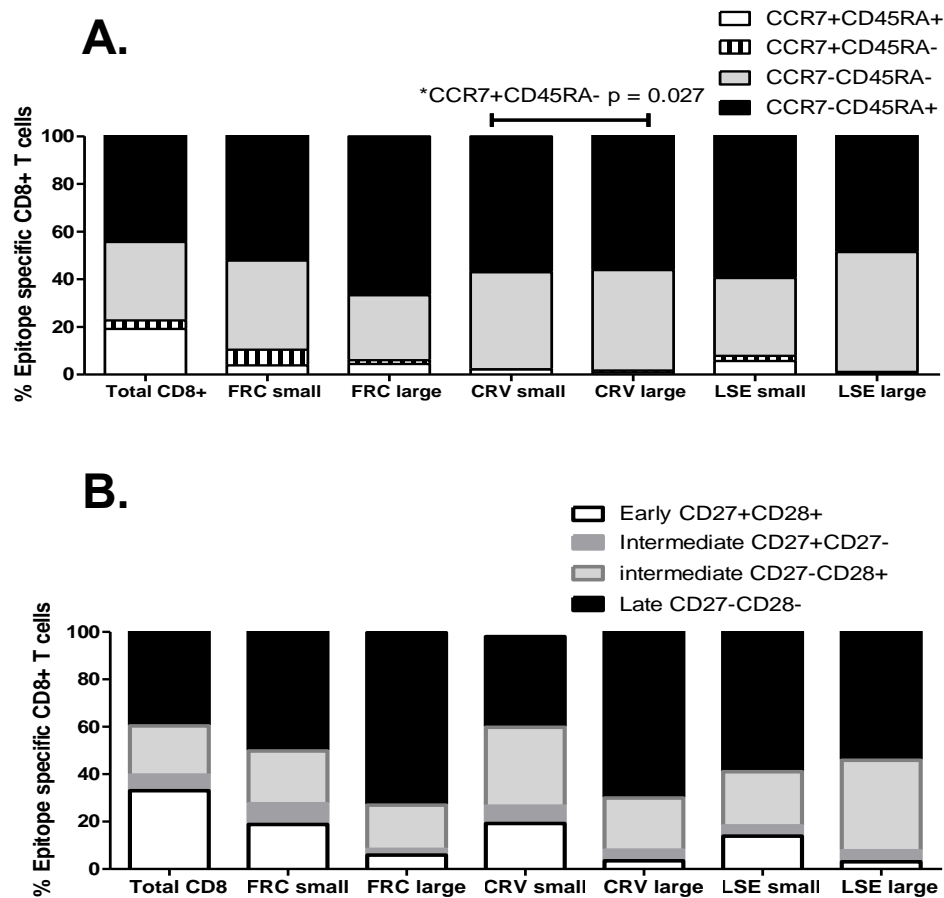 A.
CCR7+CD45RA+
CCR7+CD45RA-
CCR7-CD45RA-
CCR7-CD45RA+
*CCR7+CD45RA- p = 0.027
% Epitope specific CD8+ T cells
100
80
60
40
20
0
Total CD8+ FRC small FRC large CRV small CRV large LSE small LSE large
B.
Early CD27+CD28+
Intermediate CD27+CD27-
intermediate CD27-CD28+
Late CD27-CD28-
% Epitope specific CD8+ T cells
100
80
60
40
20
0
Total CD8 FRC small FRC large CRV small CRV large LSE small LSE large